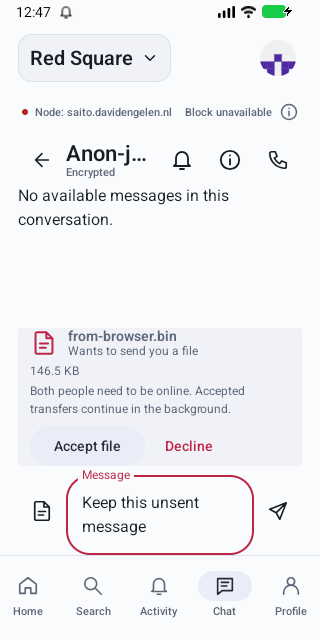 12:47
Red Square
Node: saito.davidengelen.nl Block unavailable
Anon-j...
Encrypted
No available messages in this
conversation.
from-browser.bin
Wants to send you a file
146.5 KB
Both people need to be online. Accepted
transfers continue in the background.
Accept file Decline
Message
Keep this unsent
message
Home Search Activity Chat Profile